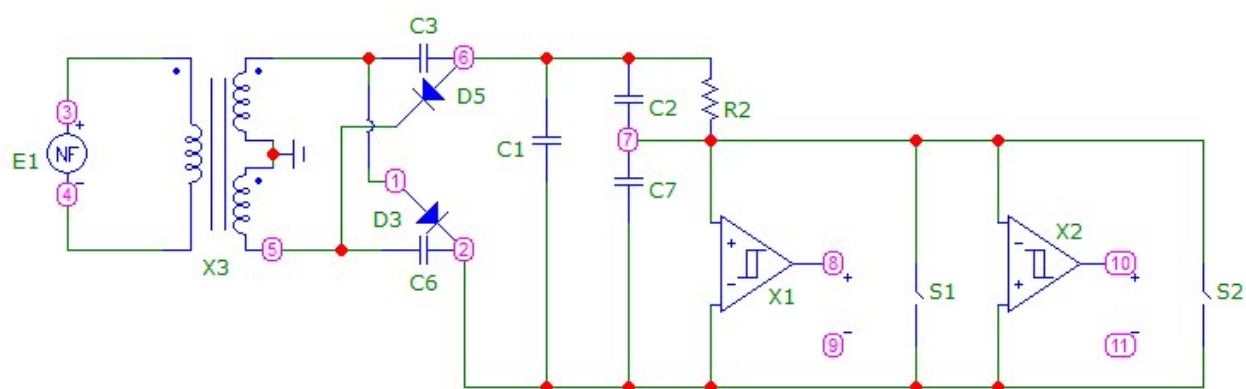 C3
6
D5
3
+
E1
NF
-
4
X3
5
1
D3
C6
2
C1
C2
R2
7
C7
+
-
X1
8
+
-
9
S1
-
+
X2
10
+
-
11
S2